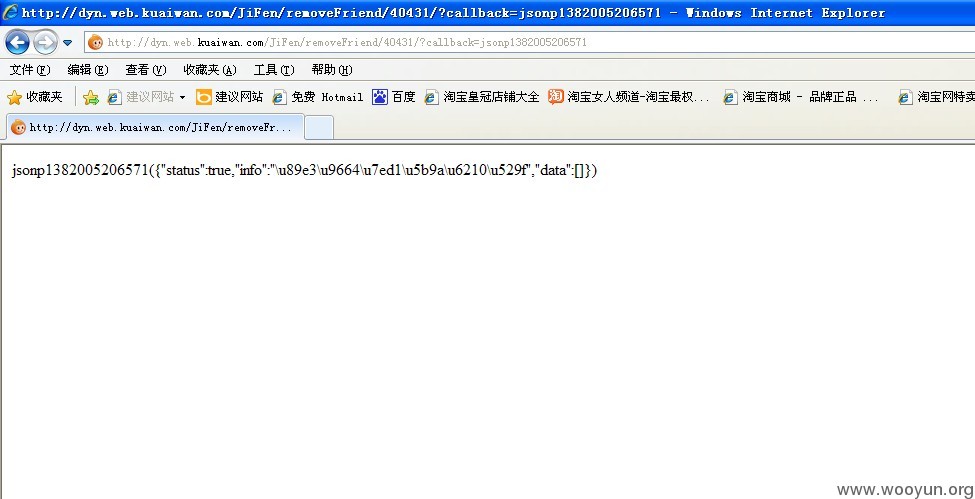 http://dyn.web.kuaiwan.com/JiFen/removeFriend/40431/?callback=jsonp1382005206571 - Windows Internet Explorer
http://dyn.web.kuaiwan.com/JiFen/removeFriend/40431/?callback=jsonp1382005206571
文件(F) 编辑(E) 查看(V) 收藏夹(A) 工具(T) 帮助(H)
收藏夹 建议网站 建议网站 免费 Hotmail 百度 淘宝皇冠店铺大全 淘宝女人频道-淘宝最权... 淘宝商城 - 品牌正品 ... 淘宝网特卖
http://dyn.web.kuaiwan.com/JiFen/removeFr...
jsonp1382005206571({"status":true,"info":"\u89e3\u9664\u7ed1\u5b9a\u6210\u529f","data":[]})
www.wooyun.org